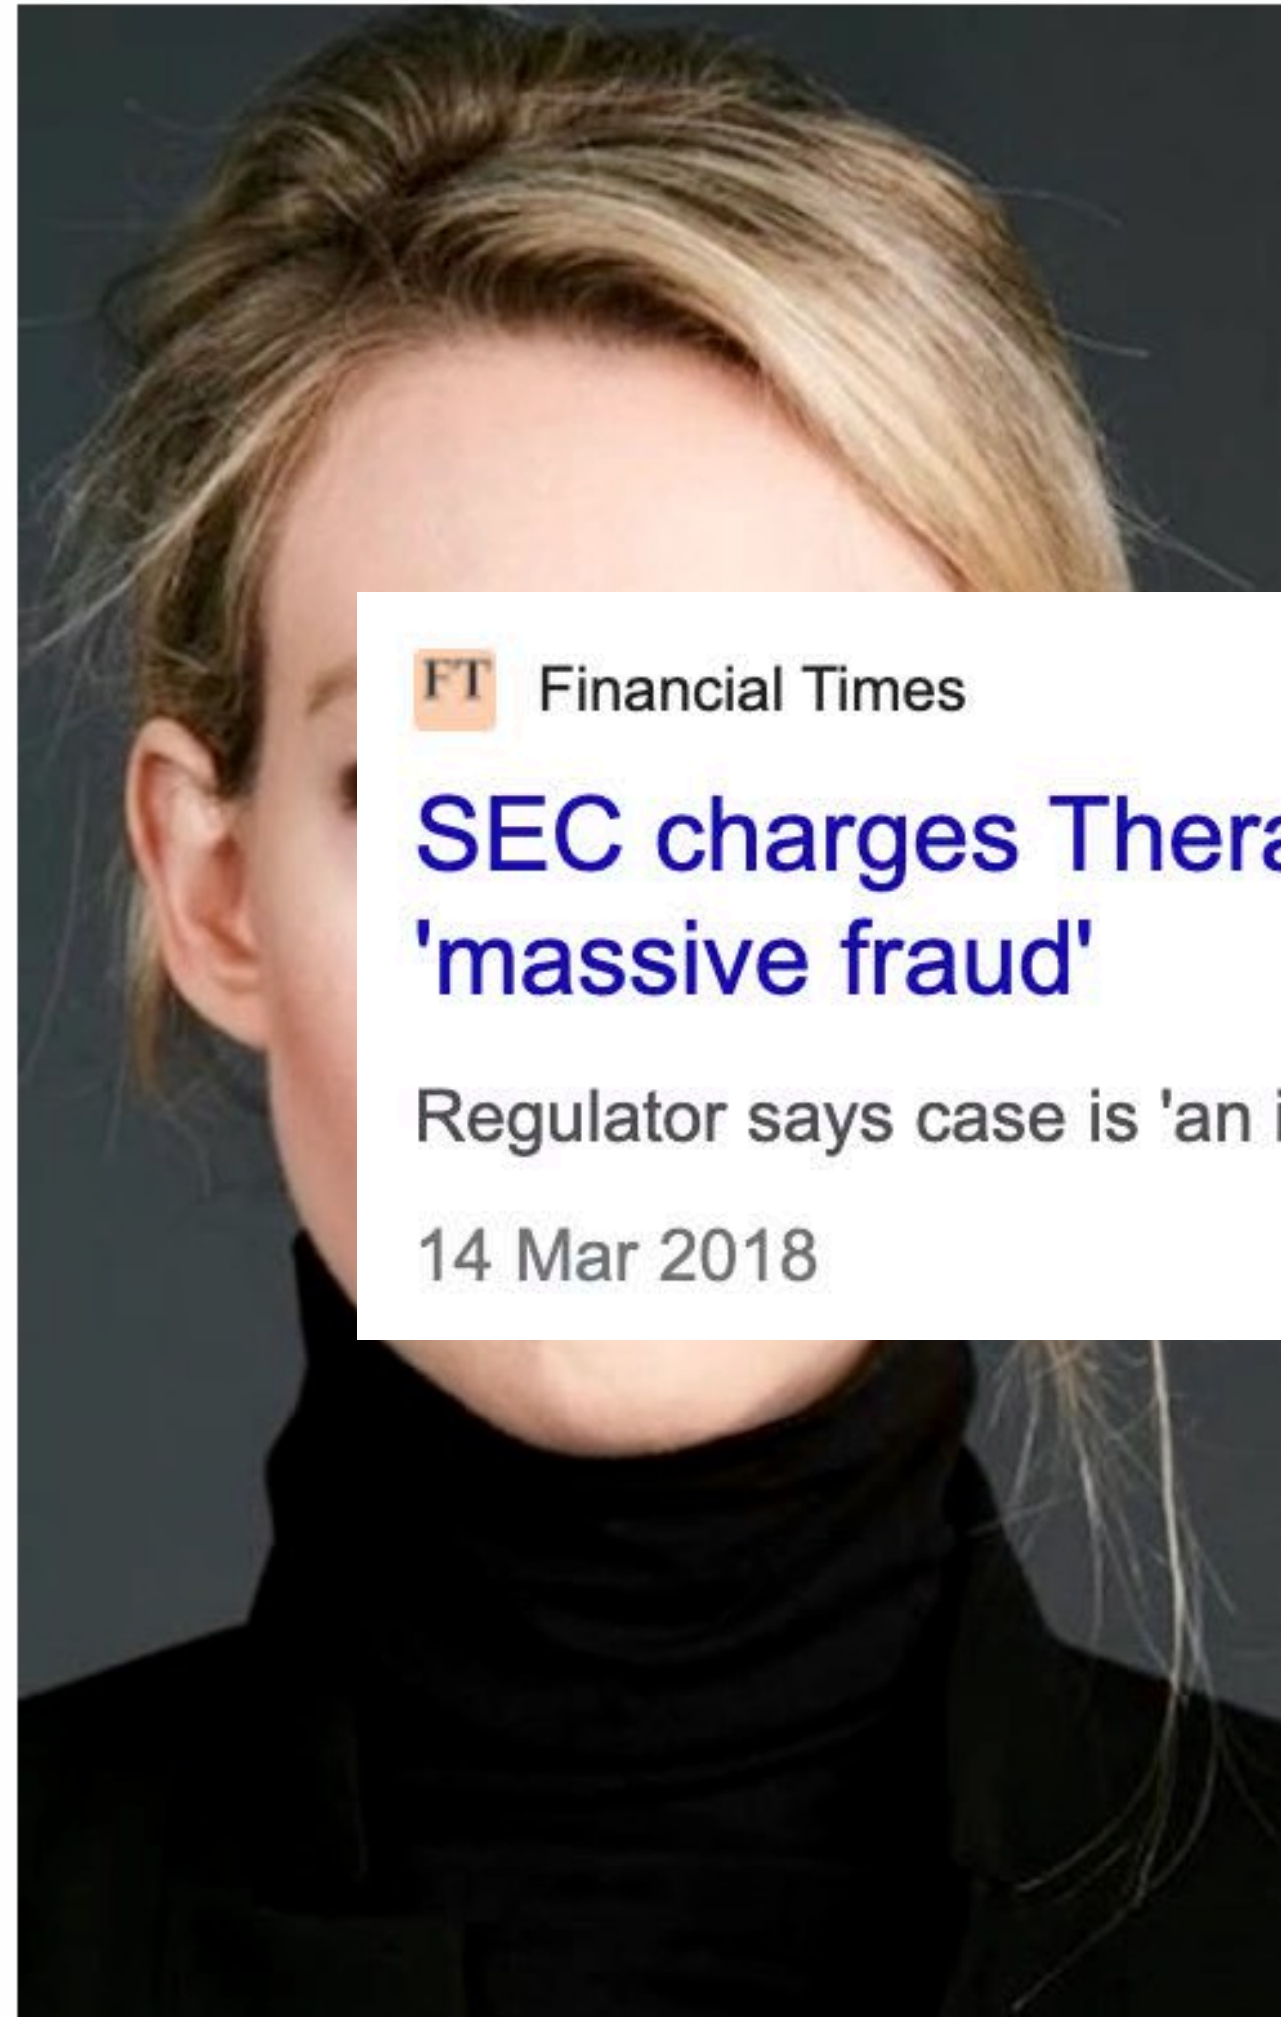 FT Financial Times
SEC charges Thera
'massive fraud'
Regulator says case is 'an i
14 Mar 2018